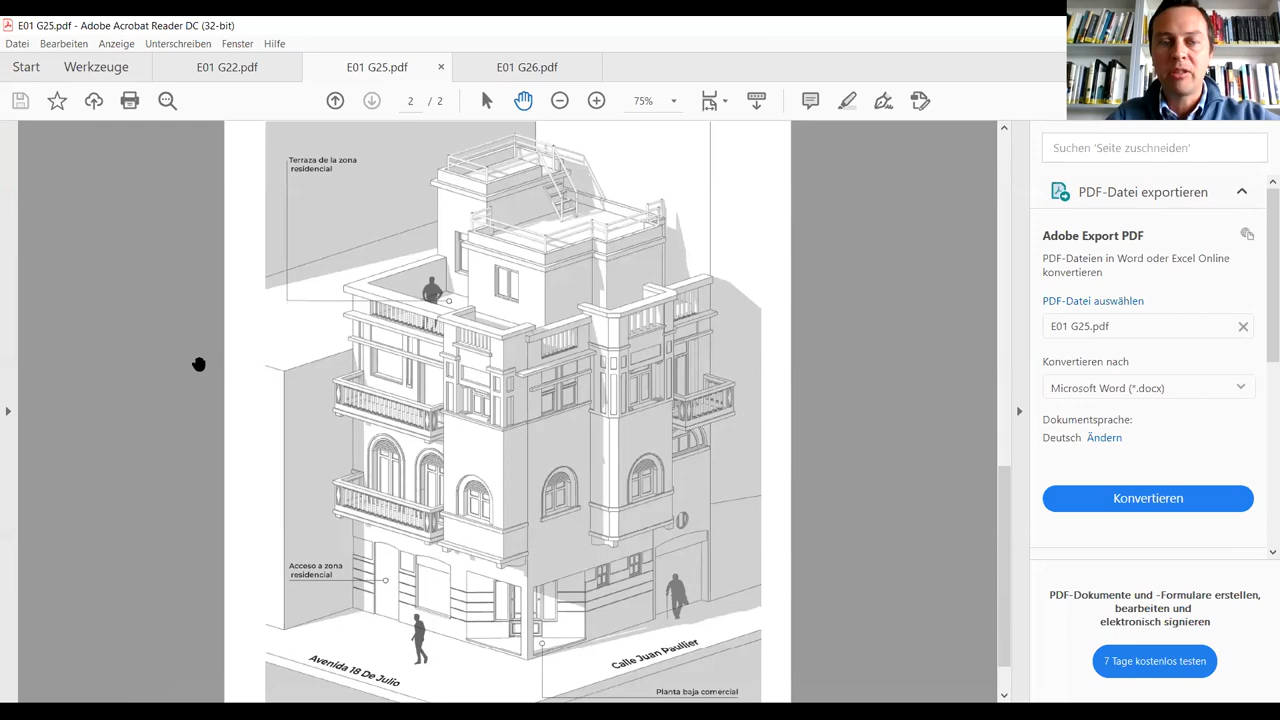 E01 G25.pdf - Adobe Acrobat Reader DC (32-bit)
Datei Bearbeiten Anzeige Unterschreiben Fenster Hilfe
Start Werkzeuge E01 G22.pdf E01 G25.pdf × E01 G26.pdf
2 / 2 75%
Suchen 'Seite zuschneiden'
PDF-Datei exportieren
Adobe Export PDF
PDF-Dateien in Word oder Excel Online
konvertieren
PDF-Datei auswählen
E01 G25.pdf
Konvertieren nach
Microsoft Word (*.docx)
Dokumentsprache:
Deutsch Ändern
Konvertieren
PDF-Dokumente und -Formulare erstellen,
bearbeiten und
elektronisch signieren
7 Tage kostenlos testen
Terraza de la zona
residencial
Acceso a zona
residencial
Avenida 18 De Julio
Calle Juan Paullier
Planta baja comercial